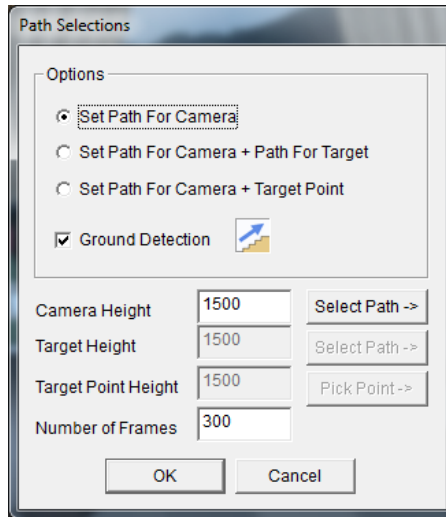 Path Selections
Options
Set Path For Camera
Set Path For Camera + Path For Target
Set Path For Camera + Target Point
Ground Detection
Camera Height 1500 Select Path ->
Target Height 1500 Select Path ->
Target Point Height 1500 Pick Point ->
Number of Frames 300
OK Cancel